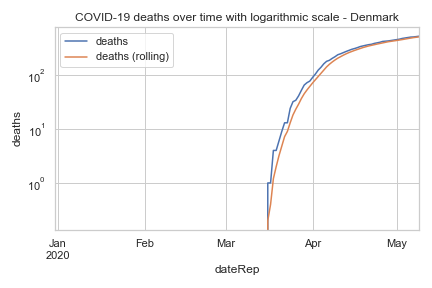 COVID-19 deaths over time with logarithmic scale - Denmark
deaths
deaths (rolling)
10²
10¹
10⁰
deaths
Jan
2020
Feb
Mar
Apr
May
dateRep